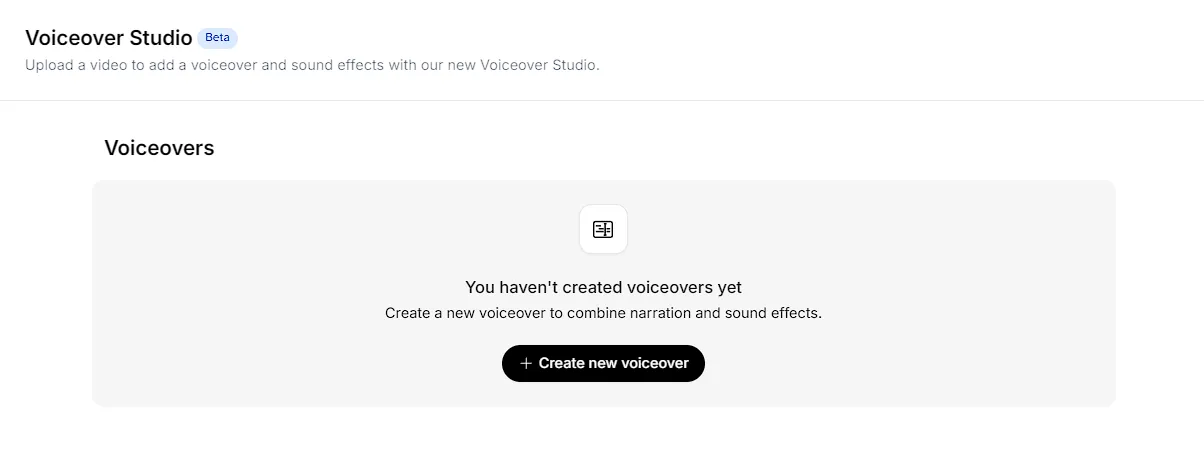 Voiceover Studio Beta
Upload a video to add a voiceover and sound effects with our new Voiceover Studio.
Voiceovers
You haven't created voiceovers yet
Create a new voiceover to combine narration and sound effects.
+ Create new voiceover